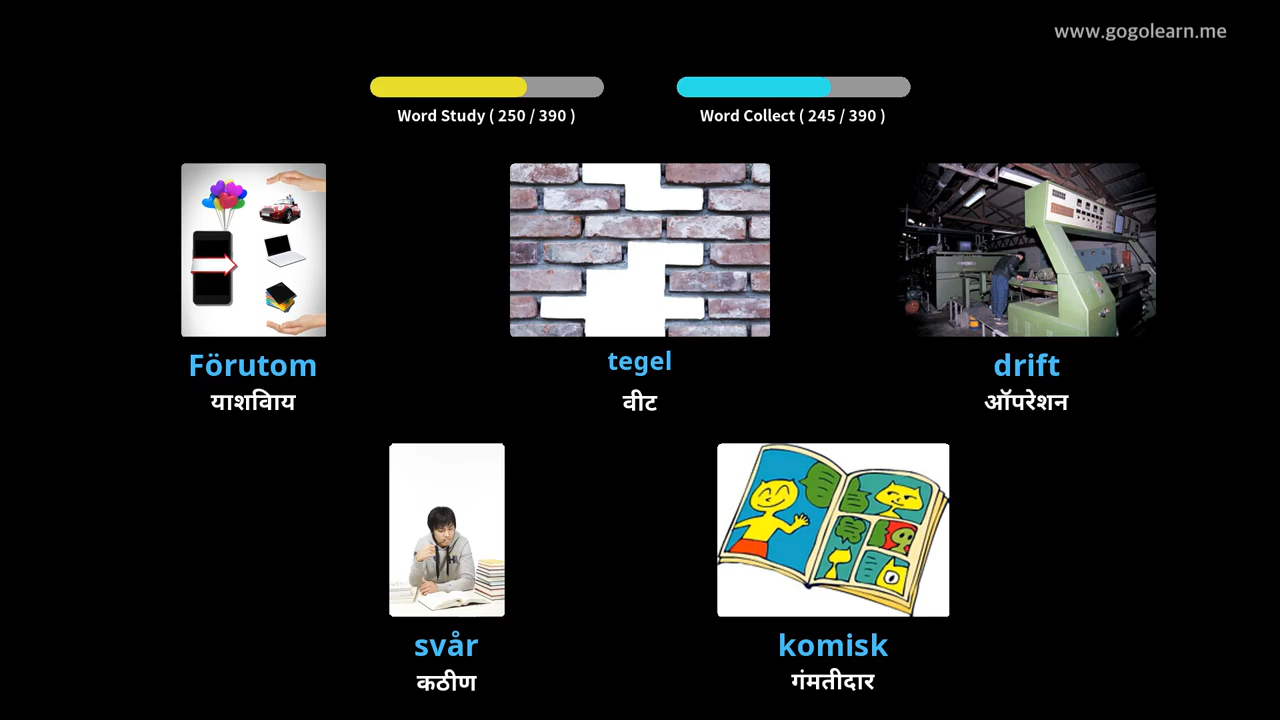 www.gogolearn.me
Word Study ( 250 / 390 )
Word Collect ( 245 / 390 )
Förutom
याशिवाय
tegel
वीट
drift
ऑपरेशन
svår
कठीण
komisk
गंमतीदार